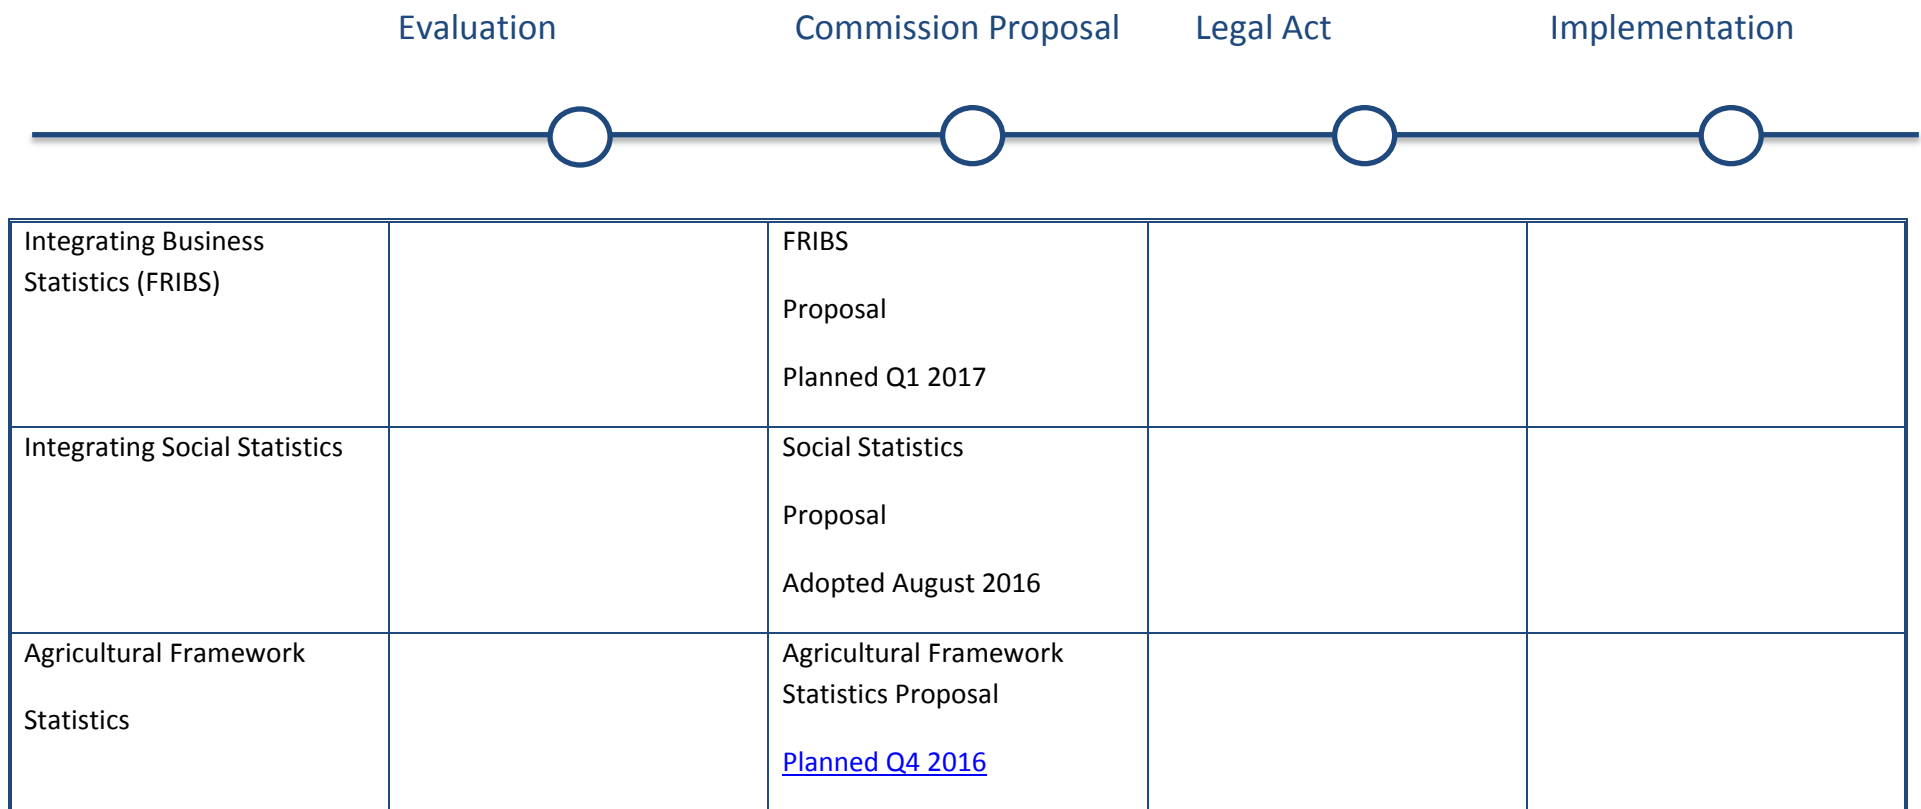 Evaluation Commission Proposal Legal Act Implementation
Integrating Business
Statistics (FRIBS)
FRIBS
Proposal
Planned Q1 2017
Integrating Social Statistics
Social Statistics
Proposal
Adopted August 2016
Agricultural Framework
Statistics
Agricultural Framework
Statistics Proposal
Planned Q4 2016